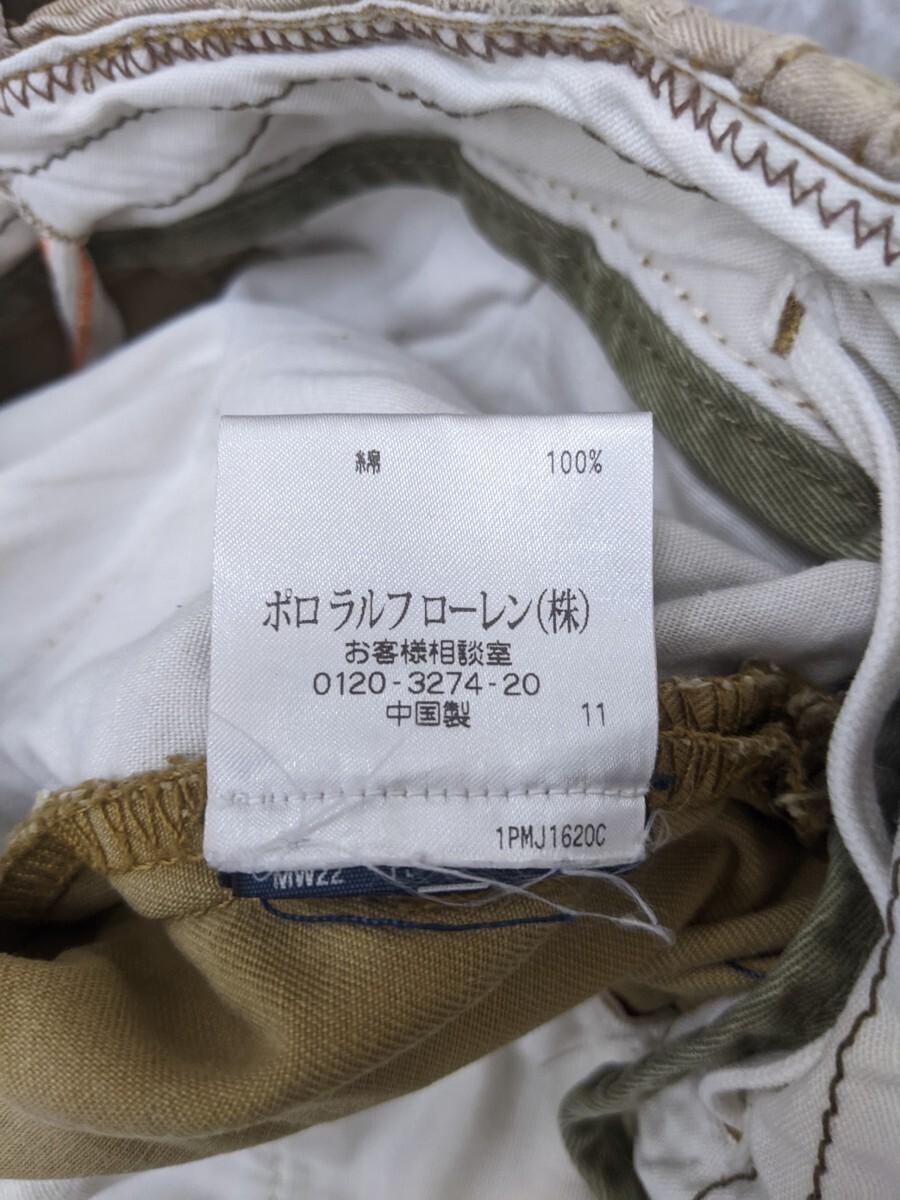 綿 100%
ポロ ラルフ ローレン(株)
お客様相談室
0120-3274-20
中国製 11
1PMJ1620C
MW22